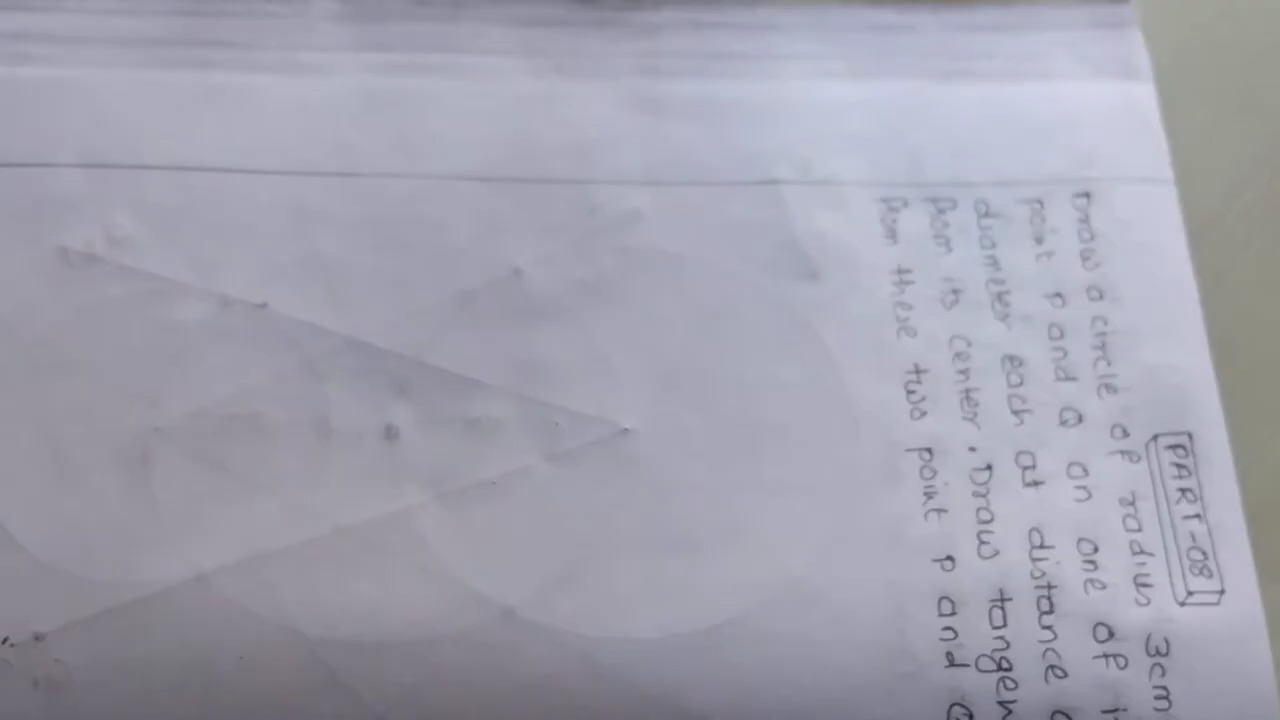 PART-08
Draw a circle of radius 3cm
point P and Q on one of i
diameter each at distance
from its center. Draw tangen
from these two point P and Q